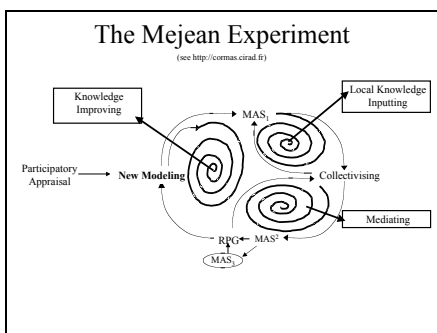 The Mejean Experiment
(see http://cormas.cirad.fr)
Knowledge
Improving
Local Knowledge
Inputting
MAS1
Participatory
Appraisal
New Modeling
Collectivising
Mediating
RPG
MAS2
MAS3